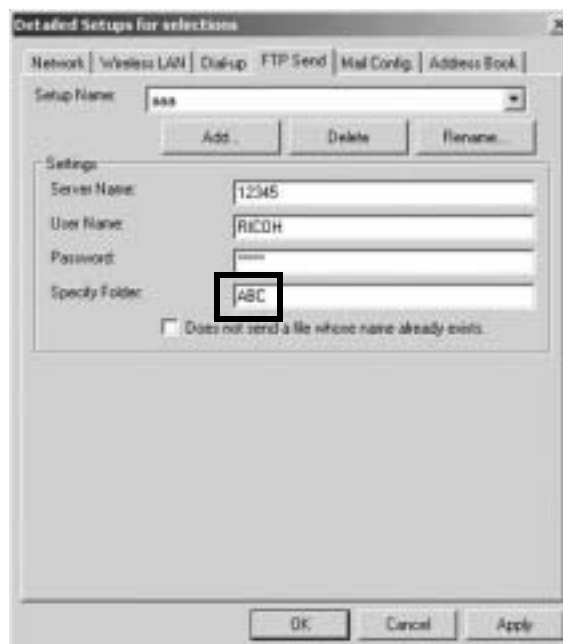 Detailed Setups for selections
Network Wireless LAN Dial-up FTP Send Mail Config. Address Book
Setup Name: aaa
Add... Delete Rename...
Settings
Server Name: 12345
User Name: RICOH
Password: *****
Specify Folder: ABC
Does not send a file whose name already exists.
OK Cancel Apply